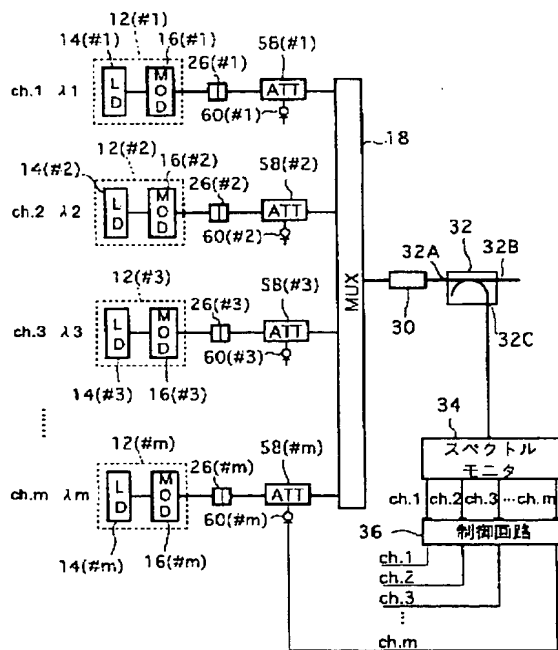 12(#1)
14(#1) 16(#1) 26(#1) 58(#1)
ch.1 λ1 LD MOD ATT
60(#1)
18
12(#2)
14(#2) 16(#2) 26(#2) 58(#2)
ch.2 λ2 LD MOD ATT
60(#2)
32
32A 32B
MUX
30
32C
12(#3)
26(#3) 58(#3)
ch.3 λ3 LD MOD ATT
60(#3)
14(#3) 16(#3)
12(#m)
26(#m) 58(#m)
ch.m λm LD MOD ATT
60(#m)
14(#m) 16(#m)
34
スペクトル
モニタ
ch.1 ch.2 ch.3 …ch.m
36 制御回路
ch.1
ch.2
ch.3
ch.m